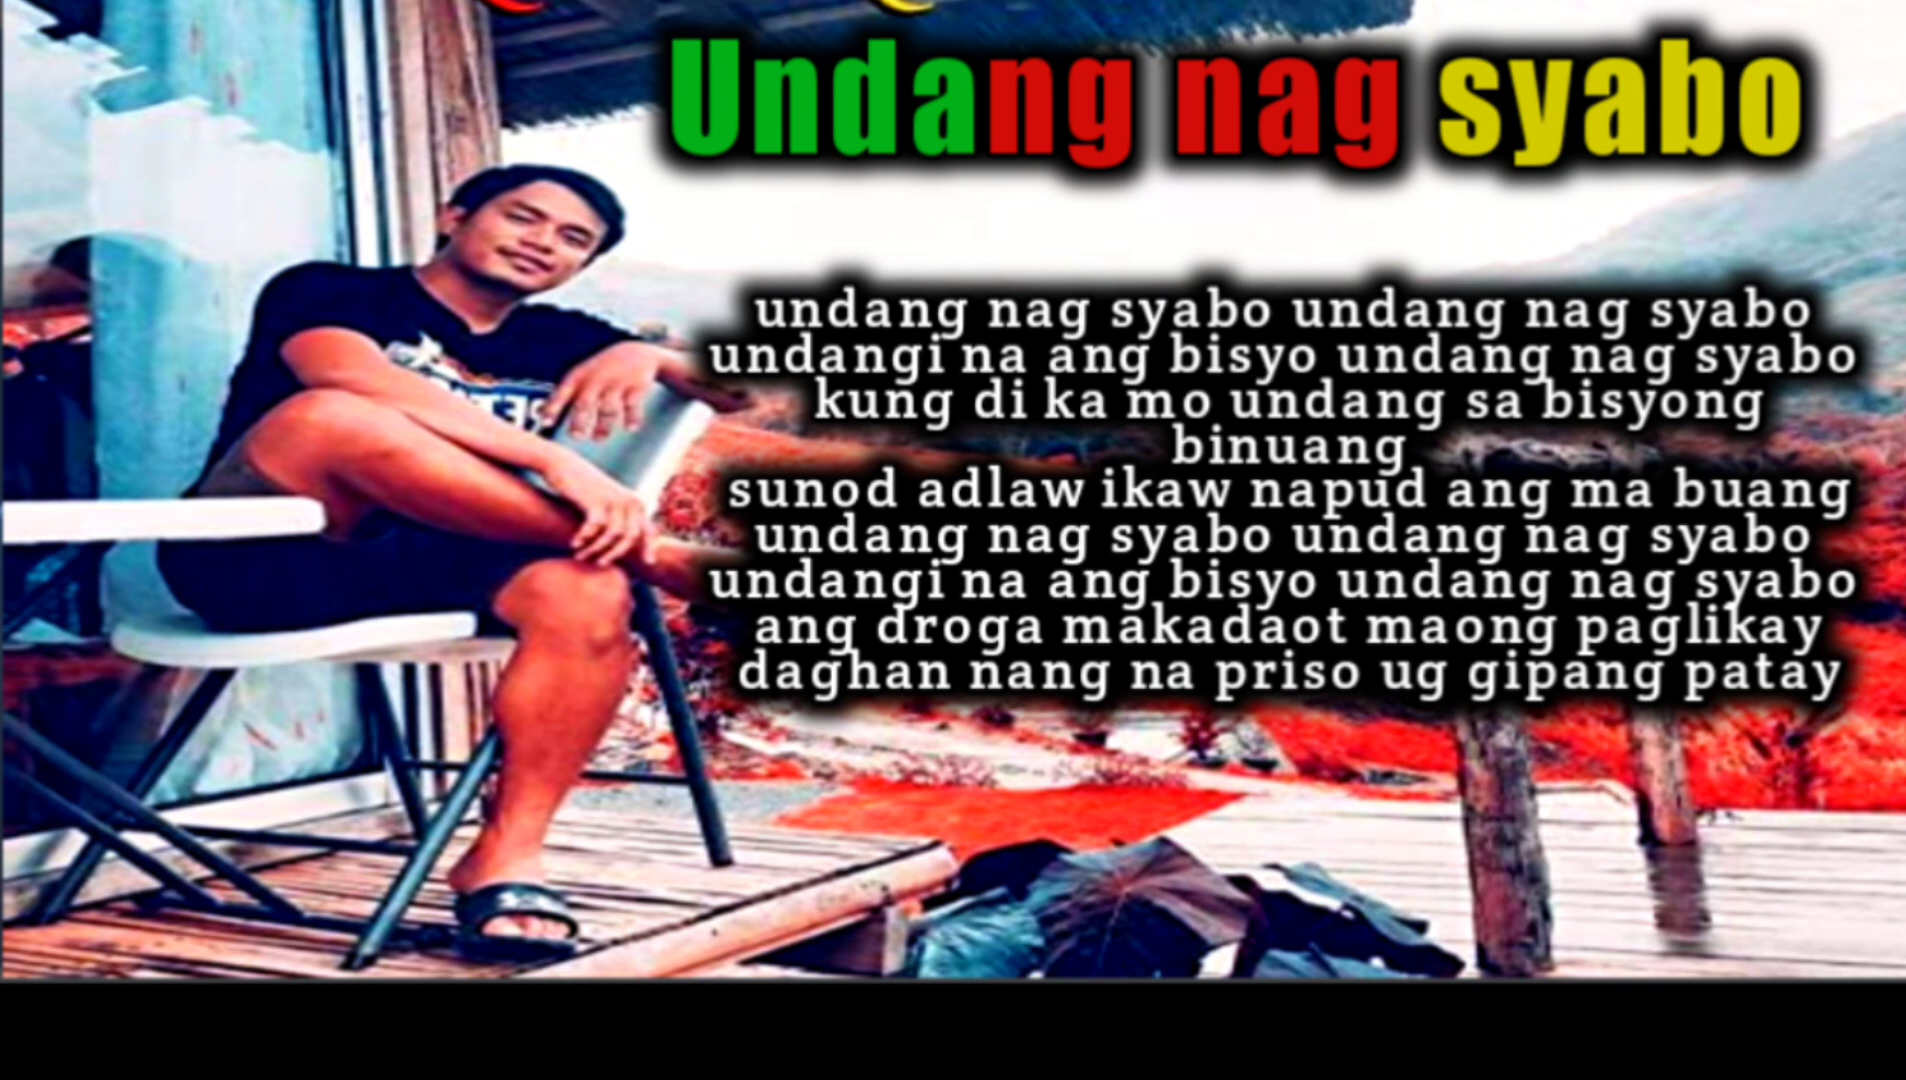 Undang nag syabo
undang nag syabo undang nag syabo
undangi na ang bisyo undang nag syabo
kung di ka mo undang sa bisyong
binuang
sunod adlaw ikaw napud ang ma buang
undang nag syabo undang nag syabo
undangi na ang bisyo undang nag syabo
ang droga makadaot maong paglikay
daghan nang na priso ug gipang patay